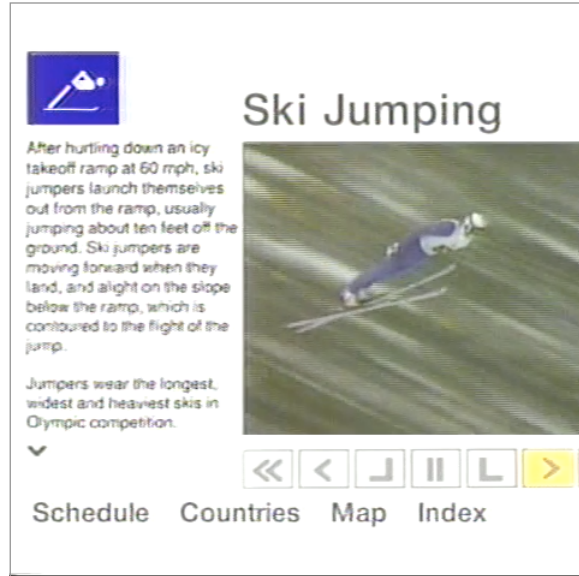 Ski Jumping
After hurtling down an icy
takeoff ramp at 60 mph, ski
jumpers launch themselves
out from the ramp, usually
jumping about ten feet off the
ground. Ski jumpers are
moving forward when they
land, and alight on the slope
below the ramp, which is
contoured to the flight of the
jump.
Jumpers wear the longest,
widest and heaviest skis in
Olympic competition.
Schedule Countries Map Index